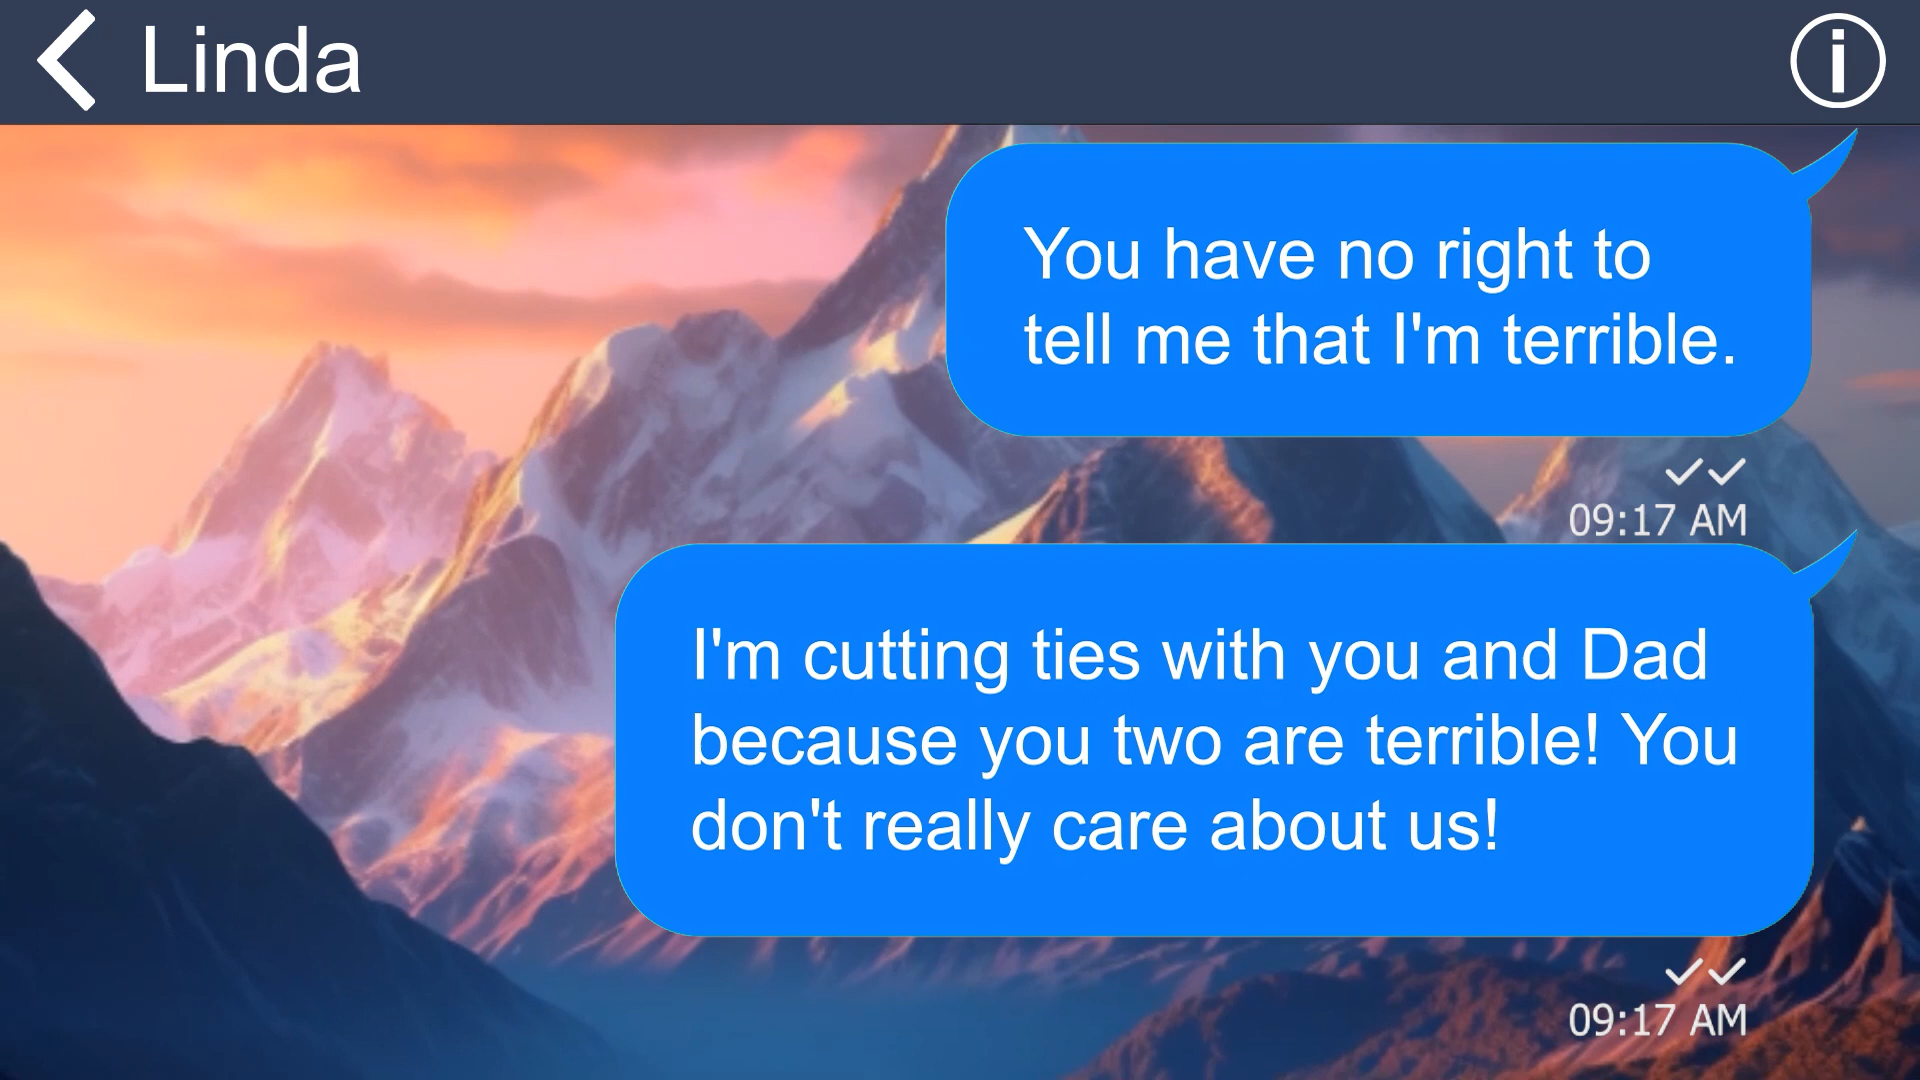 Linda
You have no right to
tell me that I'm terrible.
09:17 AM
I'm cutting ties with you and Dad
because you two are terrible! You
don't really care about us!
09:17 AM